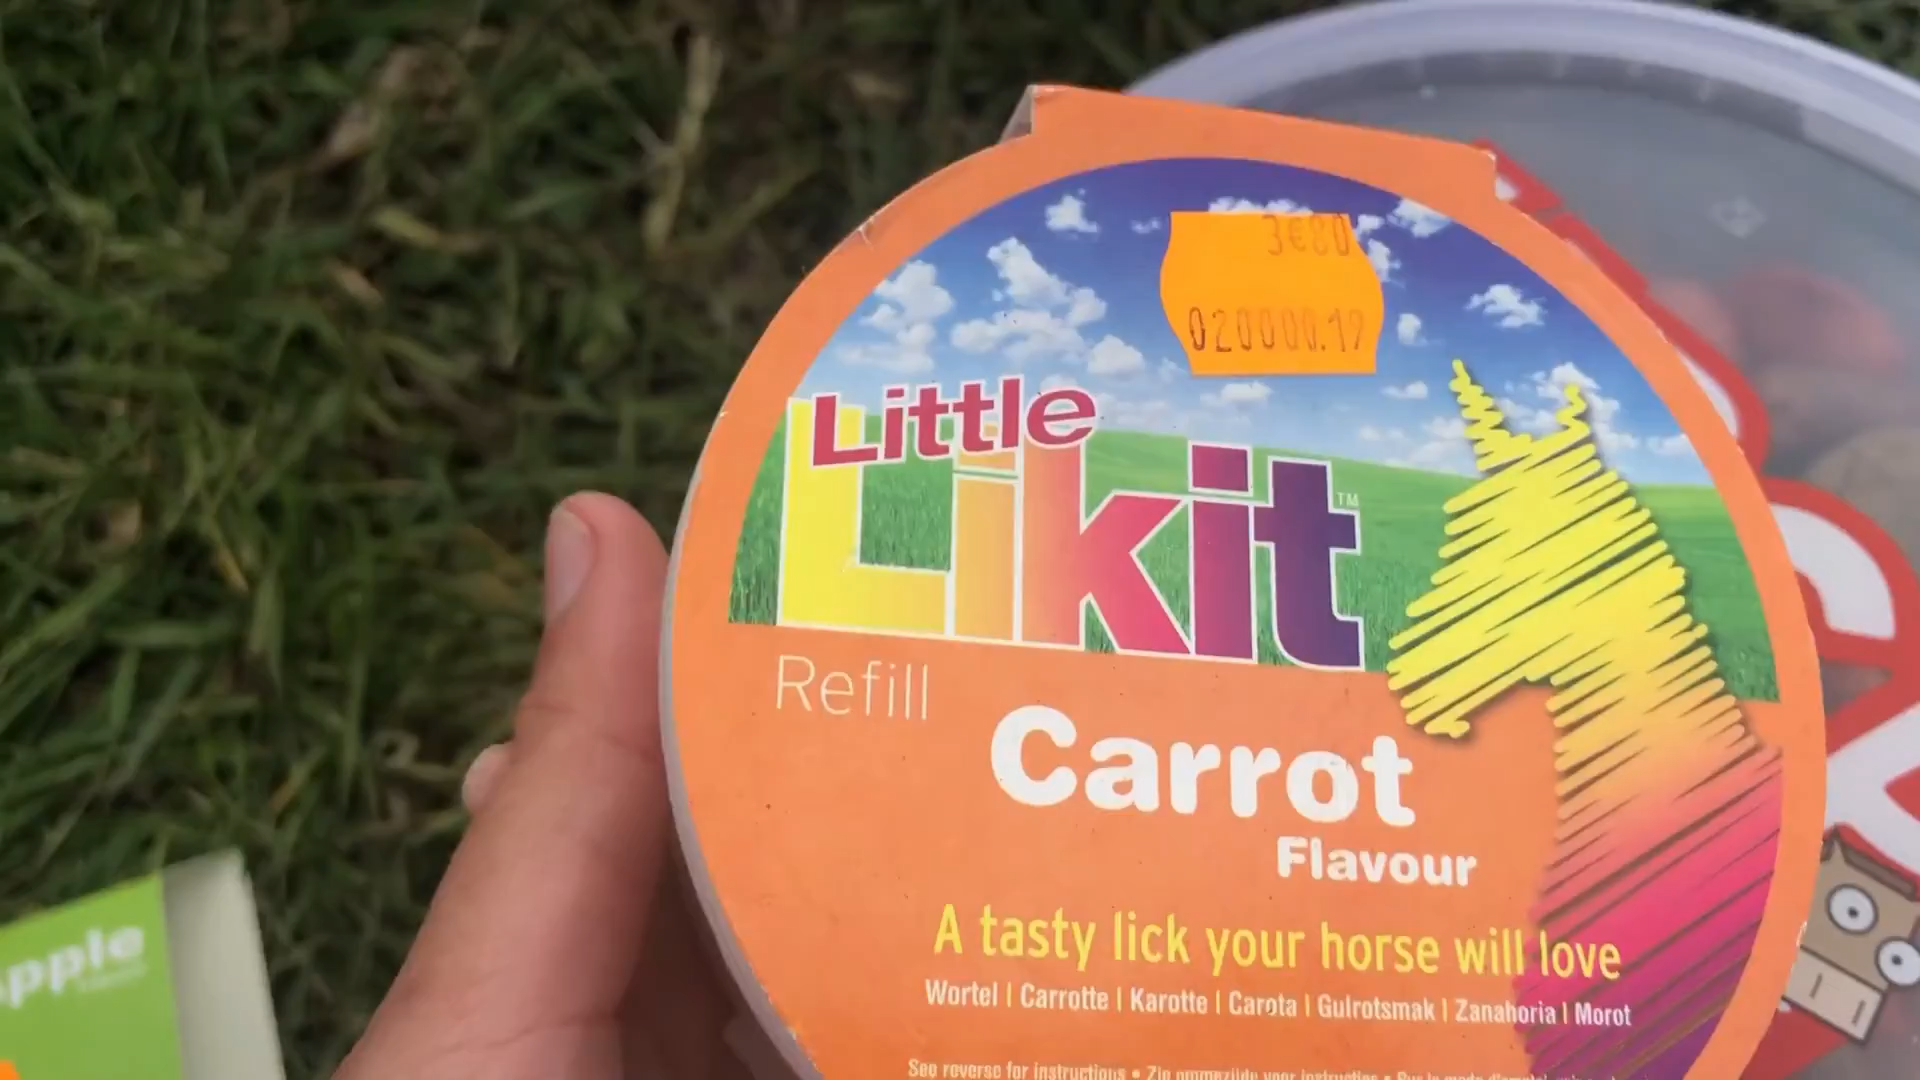 3€80
020000.19
Little
Likit™
Refill
Carrot
Flavour
A tasty lick your horse will love
Wortel | Carrotte | Karotte | Carota | Gulrotsmak | Zanahoria | Morot
See reverse for instructions •
apple